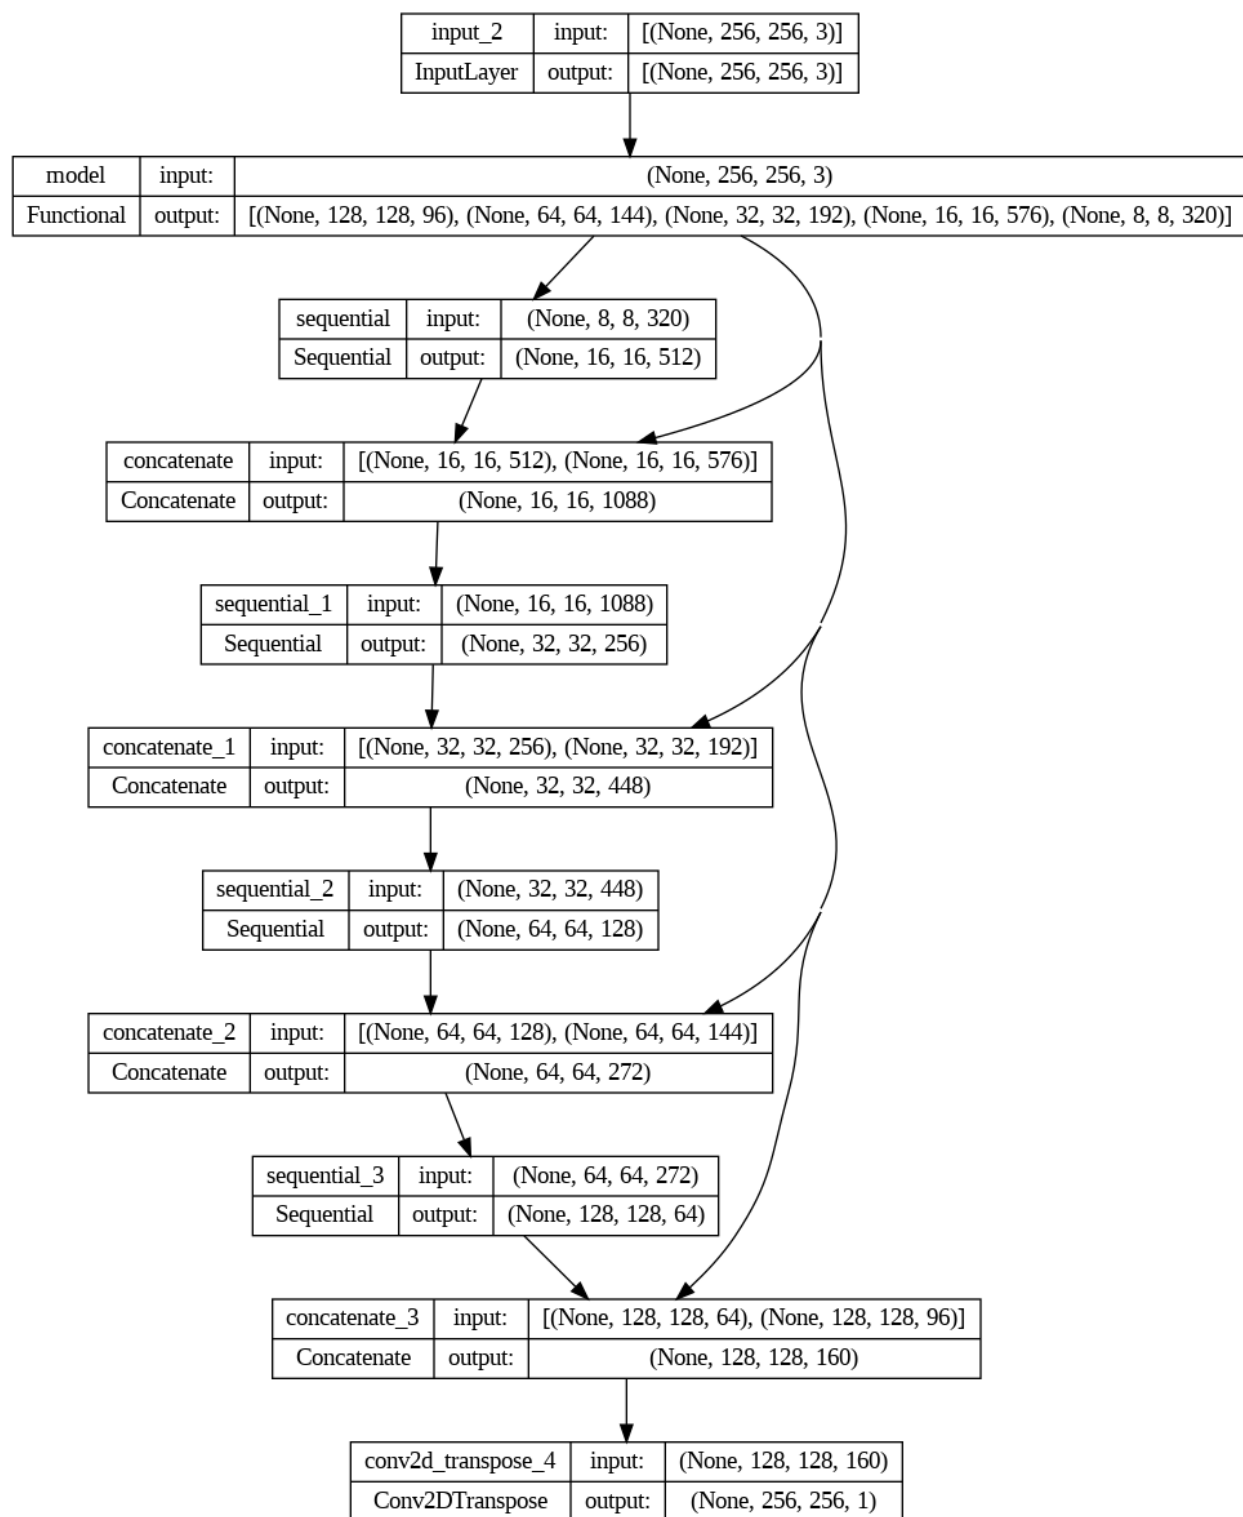 input_2 input: [(None, 256, 256, 3)]
InputLayer output: [(None, 256, 256, 3)]
model input: (None, 256, 256, 3)
Functional output: [(None, 128, 128, 96), (None, 64, 64, 144), (None, 32, 32, 192), (None, 16, 16, 576), (None, 8, 8, 320)]
sequential input: (None, 8, 8, 320)
Sequential output: (None, 16, 16, 512)
concatenate input: [(None, 16, 16, 512), (None, 16, 16, 576)]
Concatenate output: (None, 16, 16, 1088)
sequential_1 input: (None, 16, 16, 1088)
Sequential output: (None, 32, 32, 256)
concatenate_1 input: [(None, 32, 32, 256), (None, 32, 32, 192)]
Concatenate output: (None, 32, 32, 448)
sequential_2 input: (None, 32, 32, 448)
Sequential output: (None, 64, 64, 128)
concatenate_2 input: [(None, 64, 64, 128), (None, 64, 64, 144)]
Concatenate output: (None, 64, 64, 272)
sequential_3 input: (None, 64, 64, 272)
Sequential output: (None, 128, 128, 64)
concatenate_3 input: [(None, 128, 128, 64), (None, 128, 128, 96)]
Concatenate output: (None, 128, 128, 160)
conv2d_transpose_4 input: (None, 128, 128, 160)
Conv2DTranspose output: (None, 256, 256, 1)